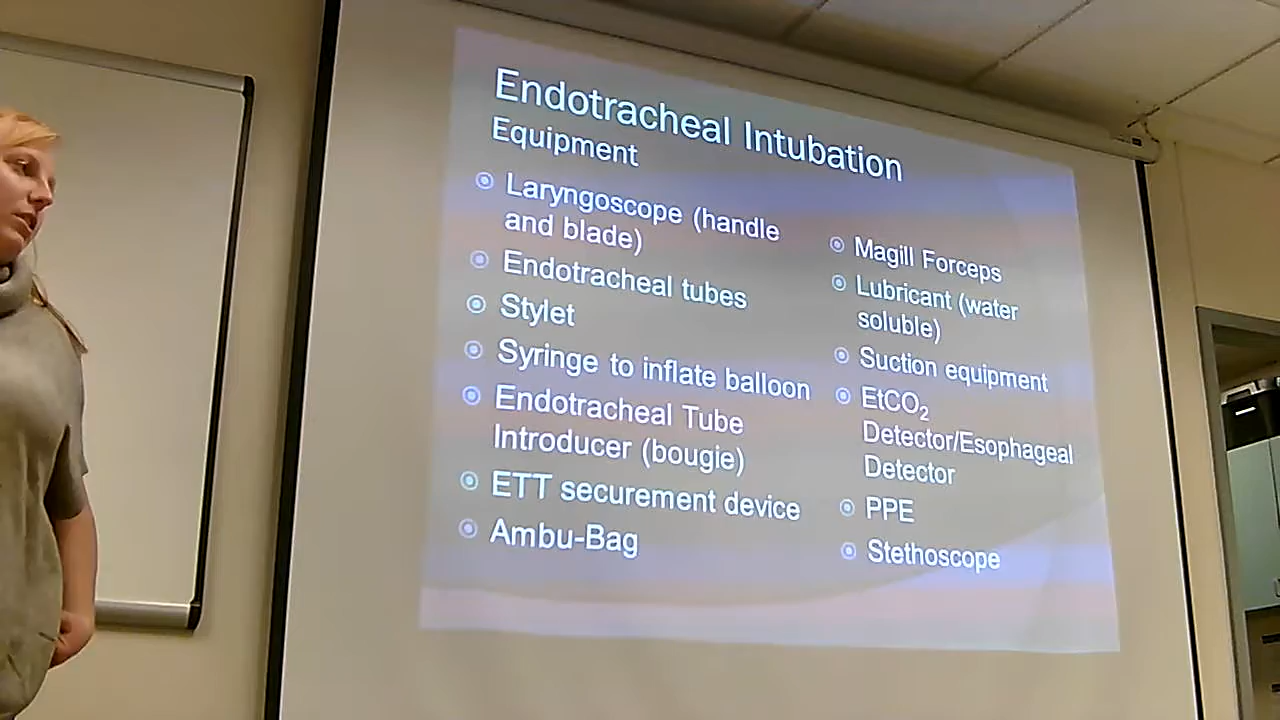 Endotracheal Intubation
Equipment
Laryngoscope (handle
and blade)
Endotracheal tubes
Stylet
Syringe to inflate balloon
Endotracheal Tube
Introducer (bougie)
ETT securement device
Ambu-Bag
Magill Forceps
Lubricant (water
soluble)
Suction equipment
EtCO₂
Detector/Esophageal
Detector
PPE
Stethoscope